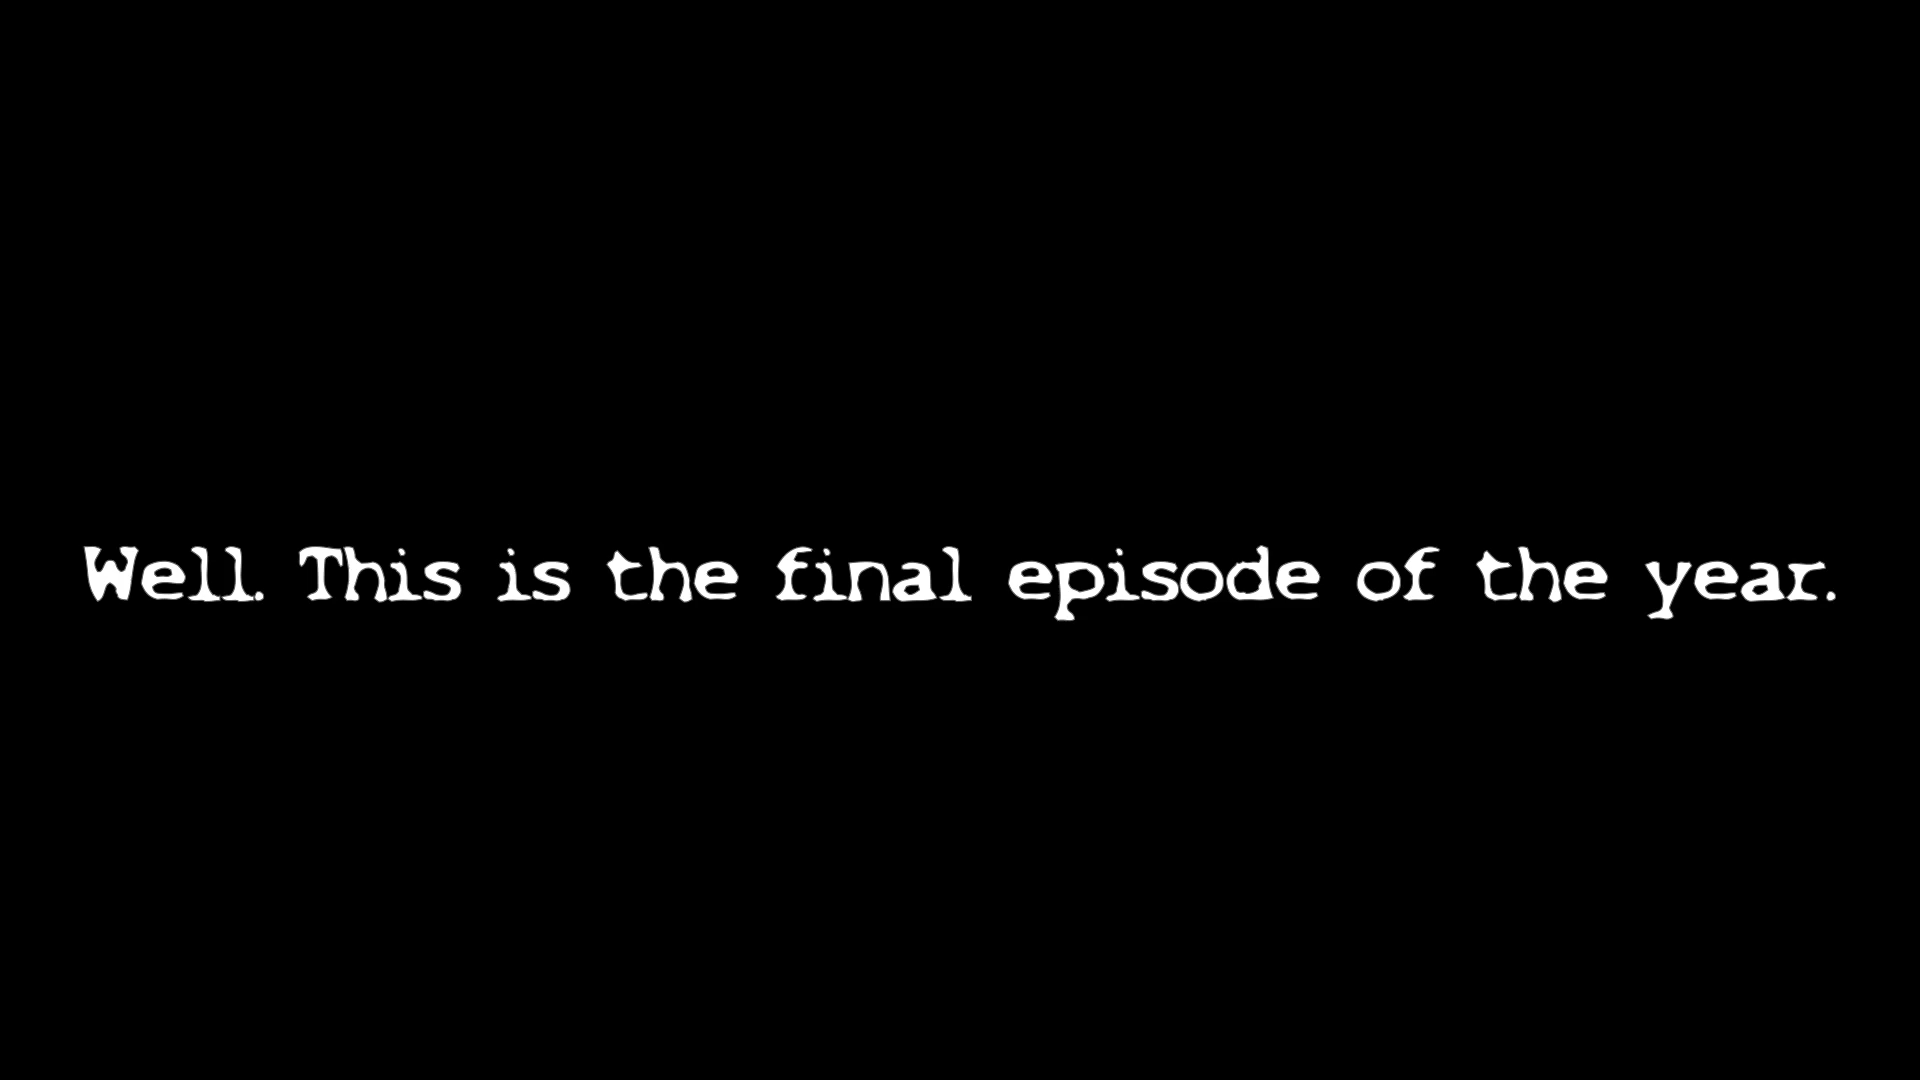 Well. This is the final episode of the year.